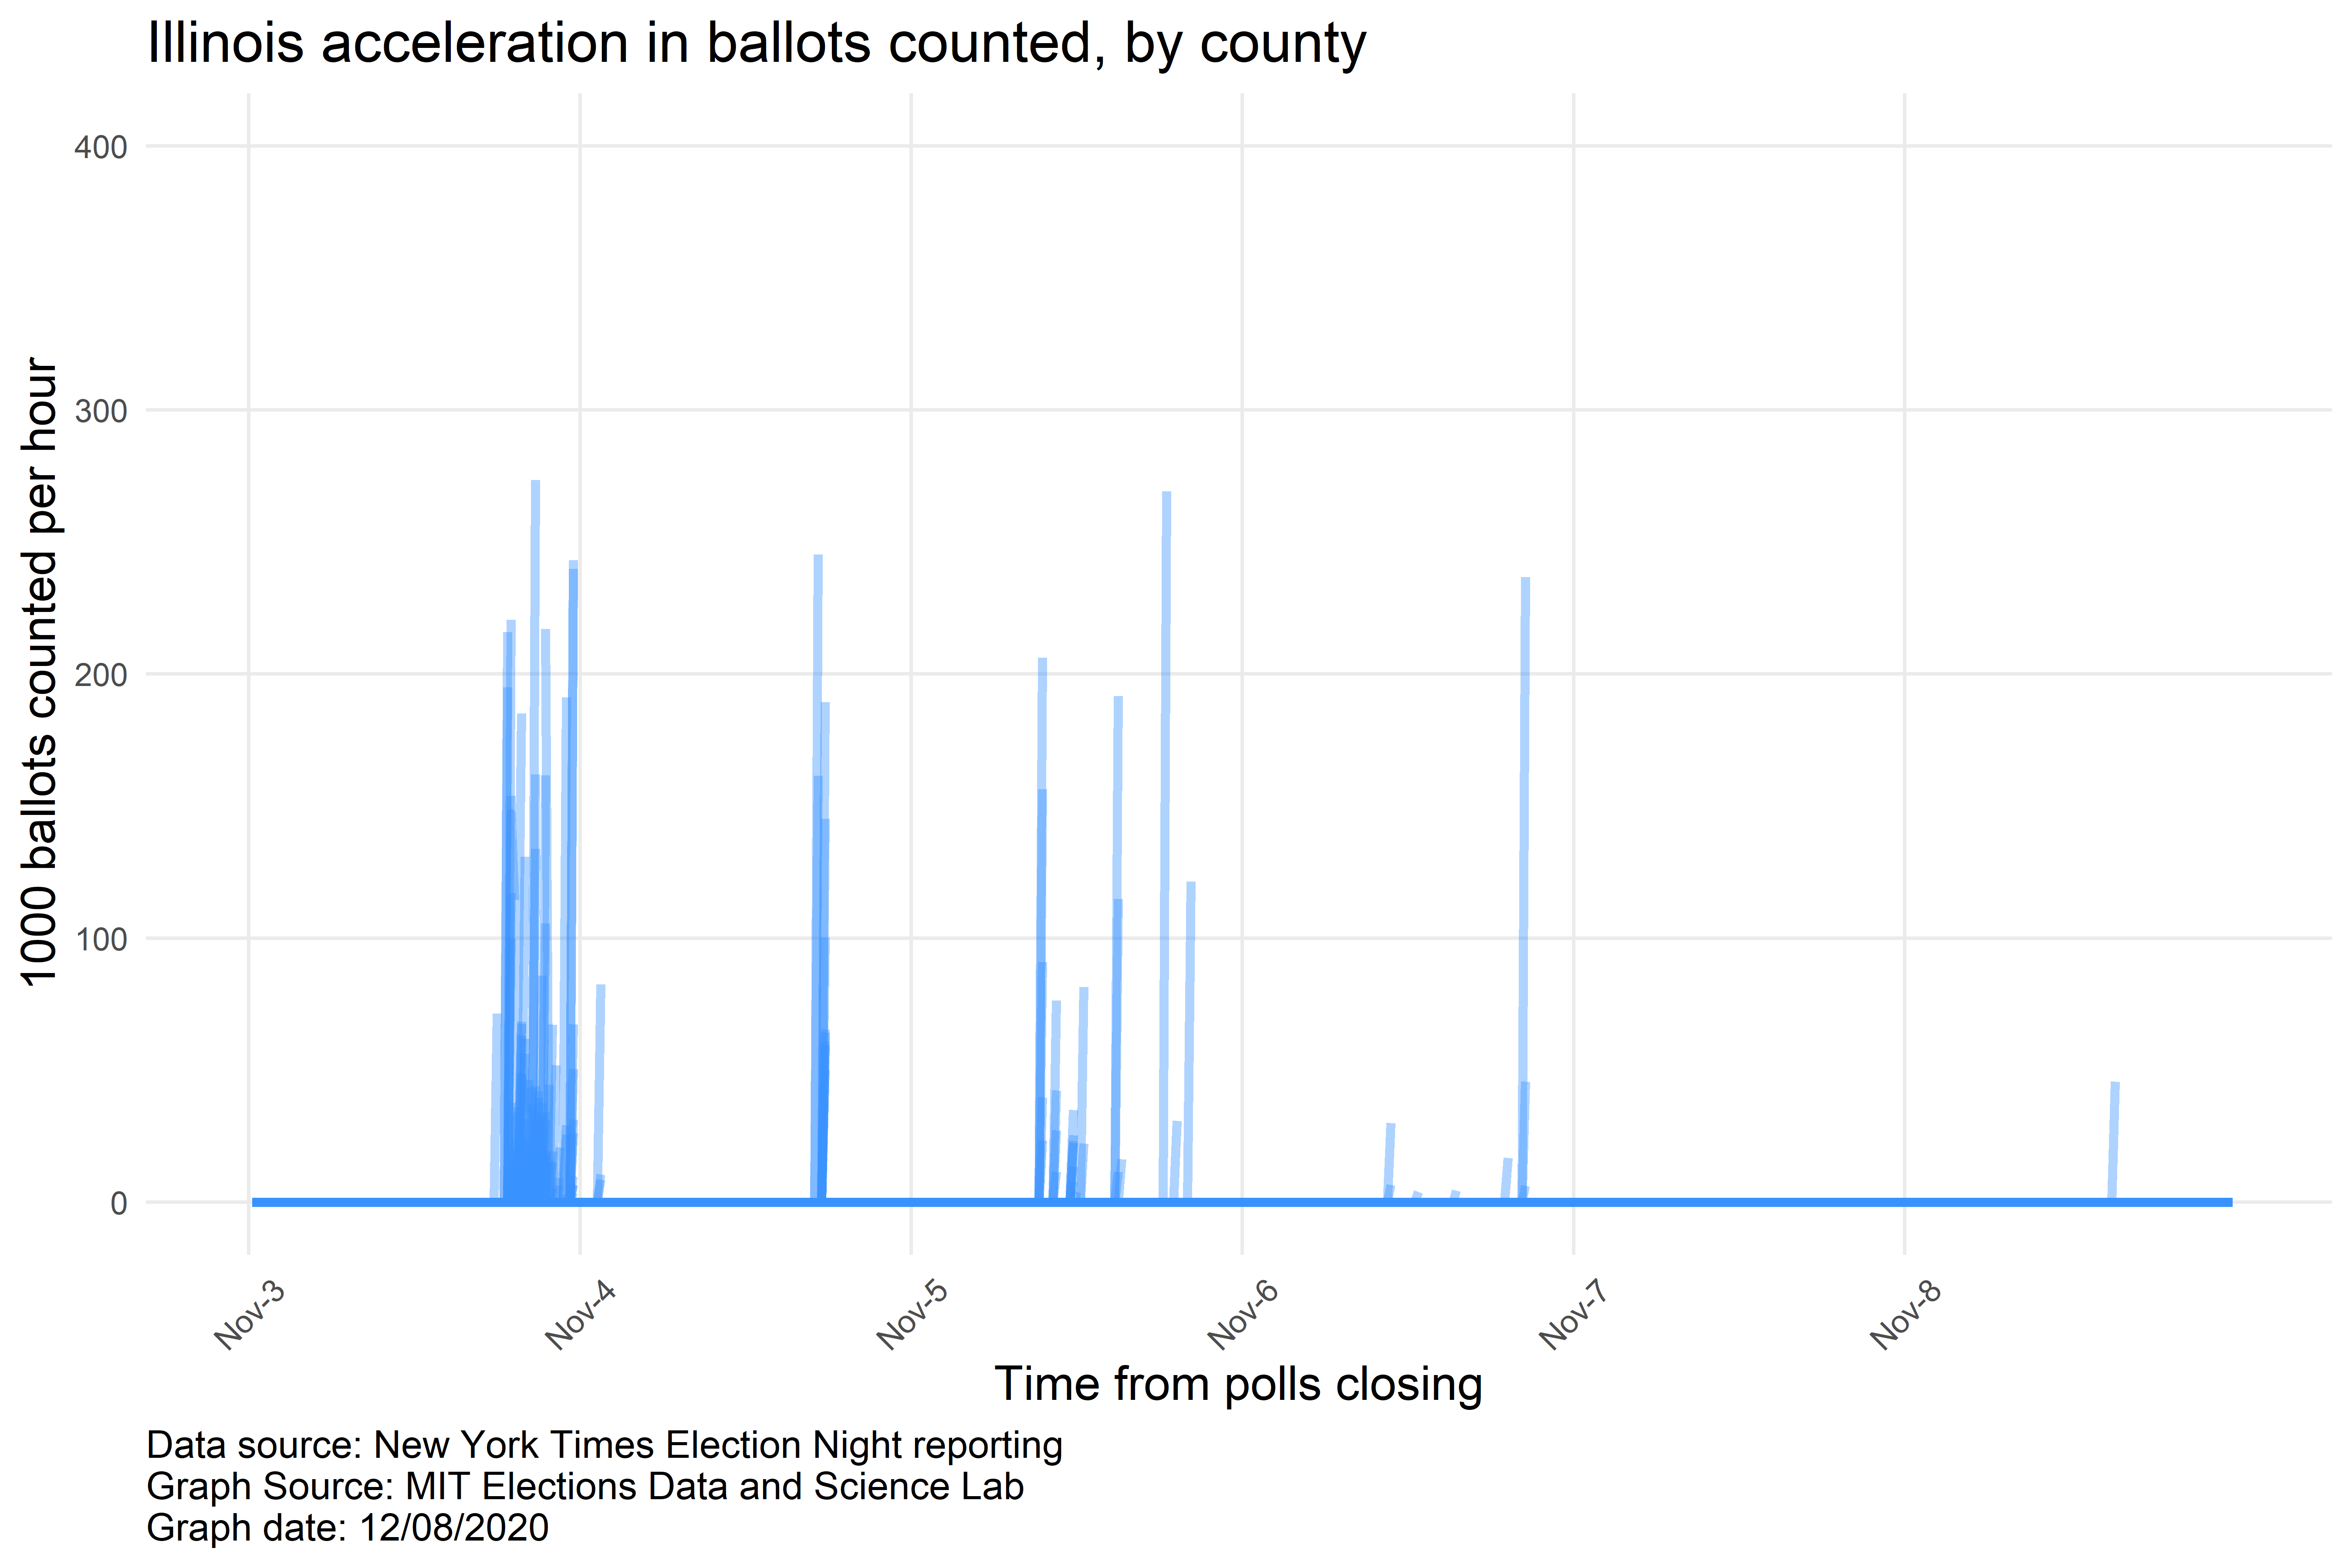 Illinois acceleration in ballots counted, by county
1000 ballots counted per hour
400
300
200
100
0
Nov-3
Nov-4
Nov-5
Nov-6
Nov-7
Nov-8
Time from polls closing
Data source: New York Times Election Night reporting
Graph Source: MIT Elections Data and Science Lab
Graph date: 12/08/2020